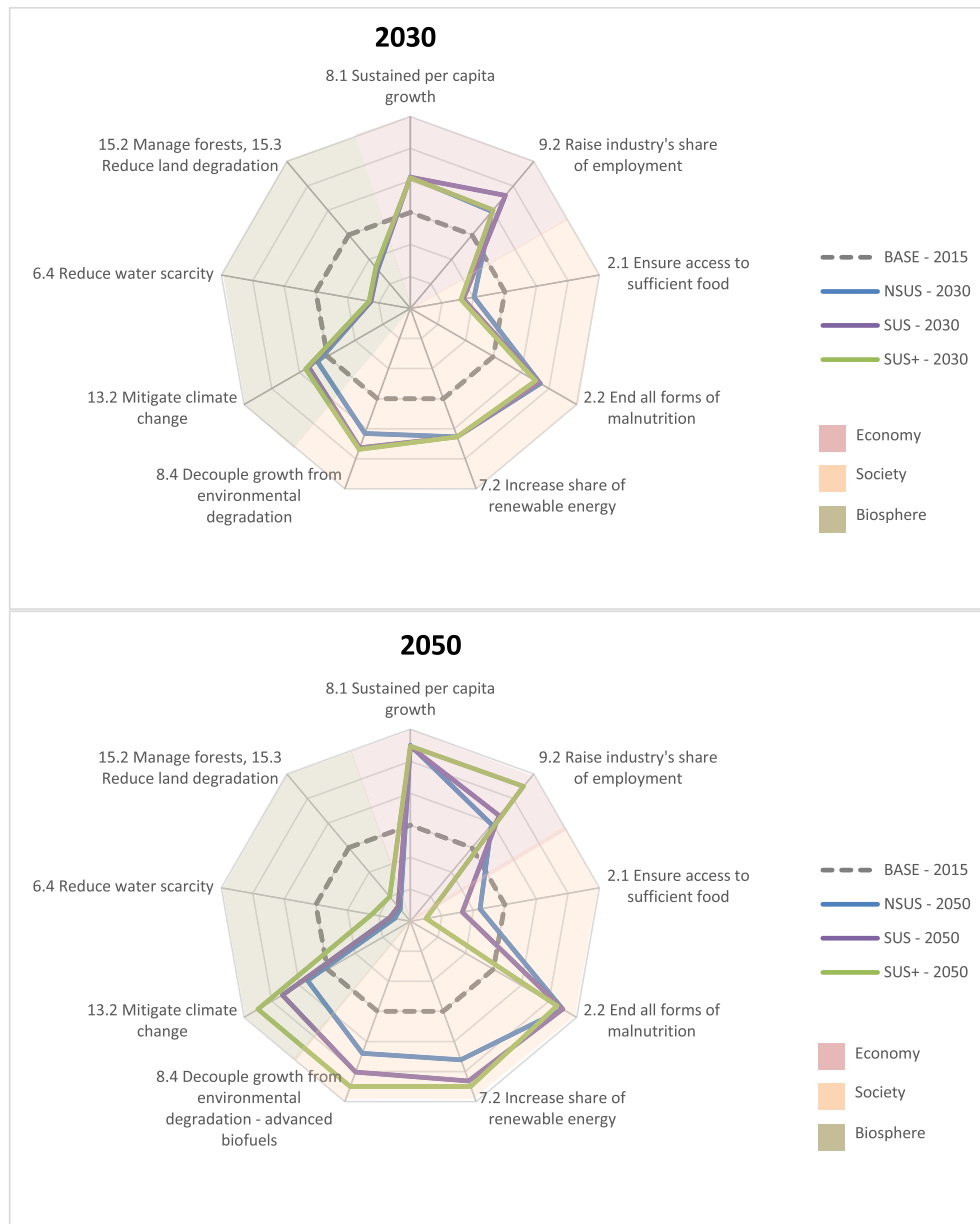 2030
8.1 Sustained per capita
growth
9.2 Raise industry's share
of employment
2.1 Ensure access to
sufficient food
2.2 End all forms of
malnutrition
7.2 Increase share of
renewable energy
8.4 Decouple growth from
environmental
degradation
13.2 Mitigate climate
change
6.4 Reduce water scarcity
15.2 Manage forests, 15.3
Reduce land degradation
BASE - 2015
NSUS - 2030
SUS - 2030
SUS+ - 2030
Economy
Society
Biosphere
2050
8.1 Sustained per capita
growth
9.2 Raise industry's share
of employment
2.1 Ensure access to
sufficient food
2.2 End all forms of
malnutrition
7.2 Increase share of
renewable energy
8.4 Decouple growth from
environmental
degradation - advanced
biofuels
13.2 Mitigate climate
change
6.4 Reduce water scarcity
15.2 Manage forests, 15.3
Reduce land degradation
BASE - 2015
NSUS - 2050
SUS - 2050
SUS+ - 2050
Economy
Society
Biosphere